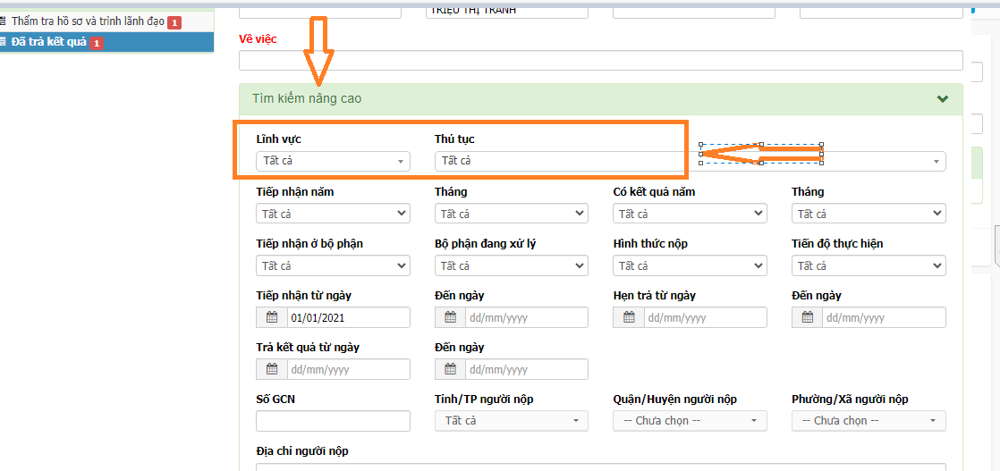 TRIỆU THỊ TRANH
Thẩm tra hồ sơ và trình lãnh đạo 1
Đã trả kết quả 1
Về việc
Tìm kiếm nâng cao
Lĩnh vực Thủ tục
Tất cả Tất cả
Tiếp nhận năm Tháng Có kết quả năm Tháng
Tất cả Tất cả Tất cả Tất cả
Tiếp nhận ở bộ phận Bộ phận đang xử lý Hình thức nộp Tiến độ thực hiện
Tất cả Tất cả Tất cả Tất cả
Tiếp nhận từ ngày Đến ngày Hẹn trả từ ngày Đến ngày
01/01/2021 dd/mm/yyyy dd/mm/yyyy dd/mm/yyyy
Trả kết quả từ ngày Đến ngày
dd/mm/yyyy dd/mm/yyyy
Số GCN Tỉnh/TP người nộp Quận/Huyện người nộp Phường/Xã người nộp
Tất cả -- Chưa chọn -- -- Chưa chọn --
Địa chỉ người nộp